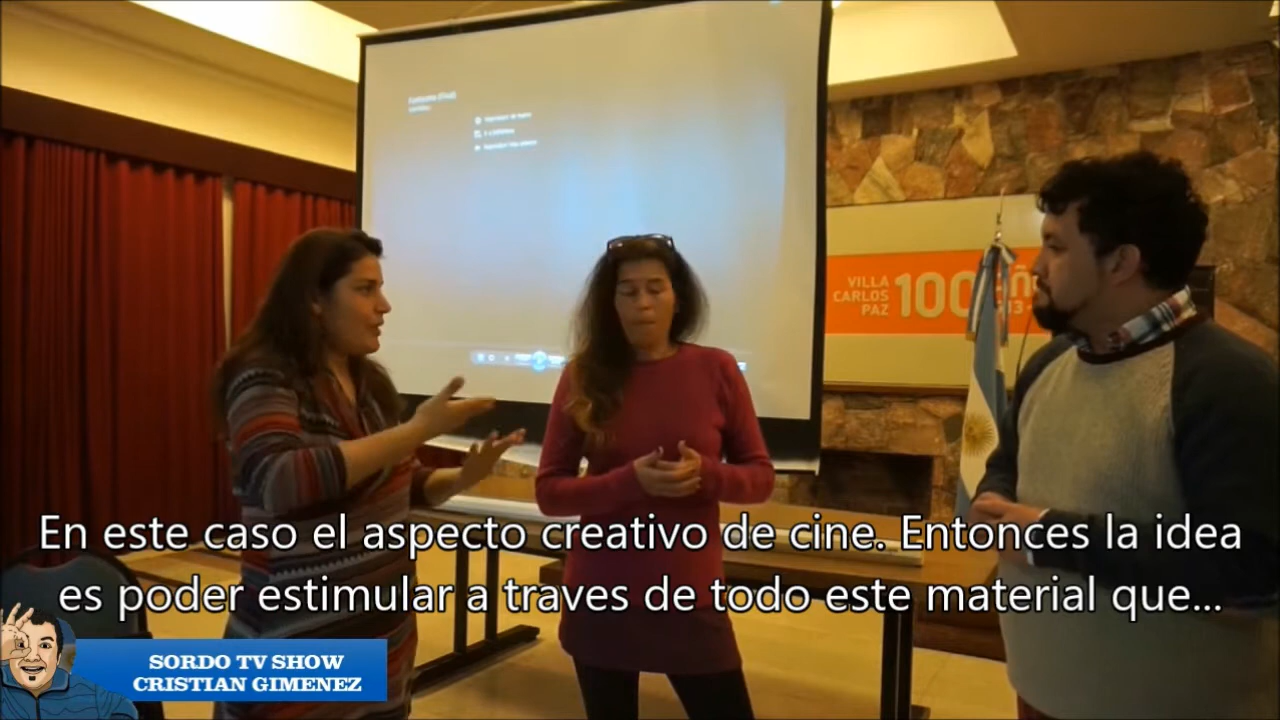 VILLA
CARLOS
PAZ
100
En este caso el aspecto creativo de cine. Entonces la idea
es poder estimular a traves de todo este material que...
SORDO TV SHOW
CRISTIAN GIMENEZ